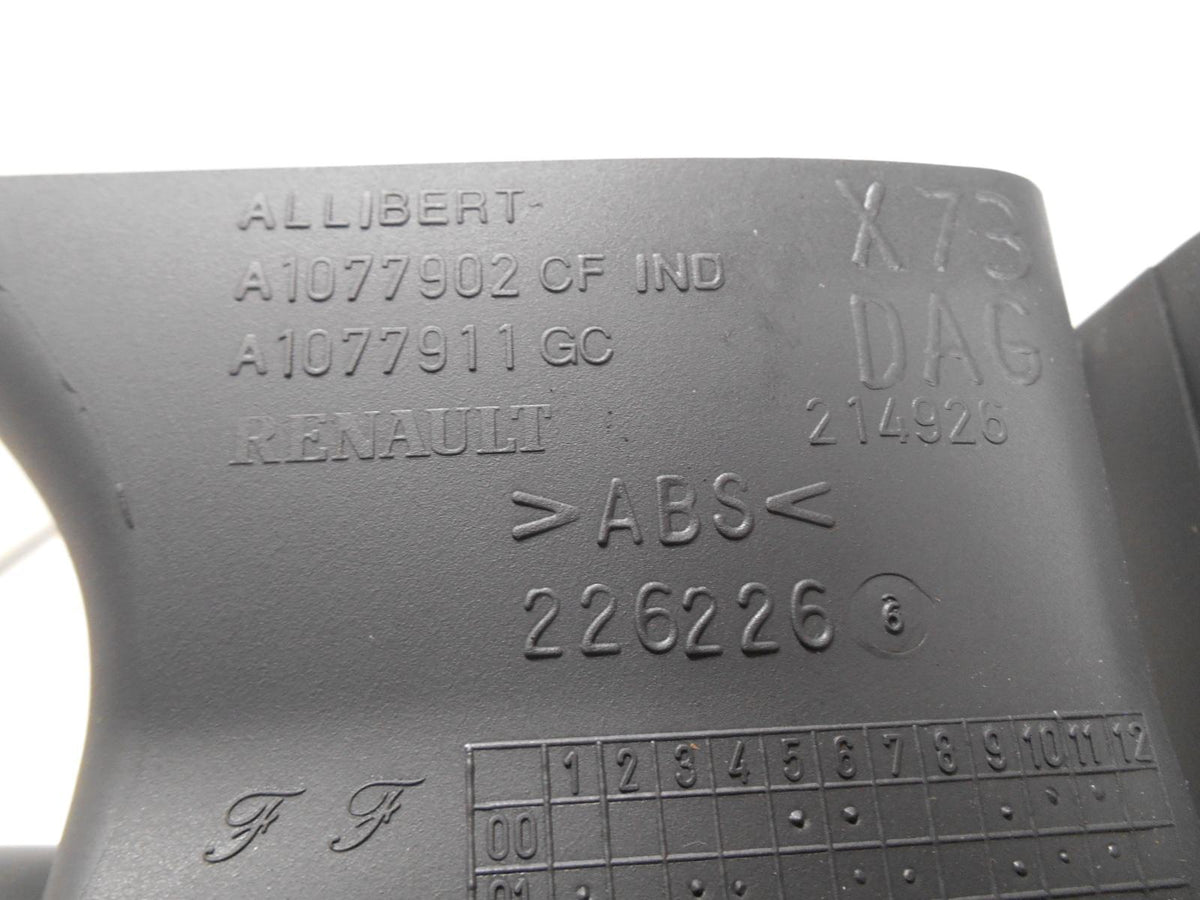 ALLIBERT
A1077902 CF IND
A1077911 GC
RENAULT
X73
DAG
214926
>ABS<
226226 6
F F
1 2 3 4 5 6 7 8 9 10 11 12
00
01